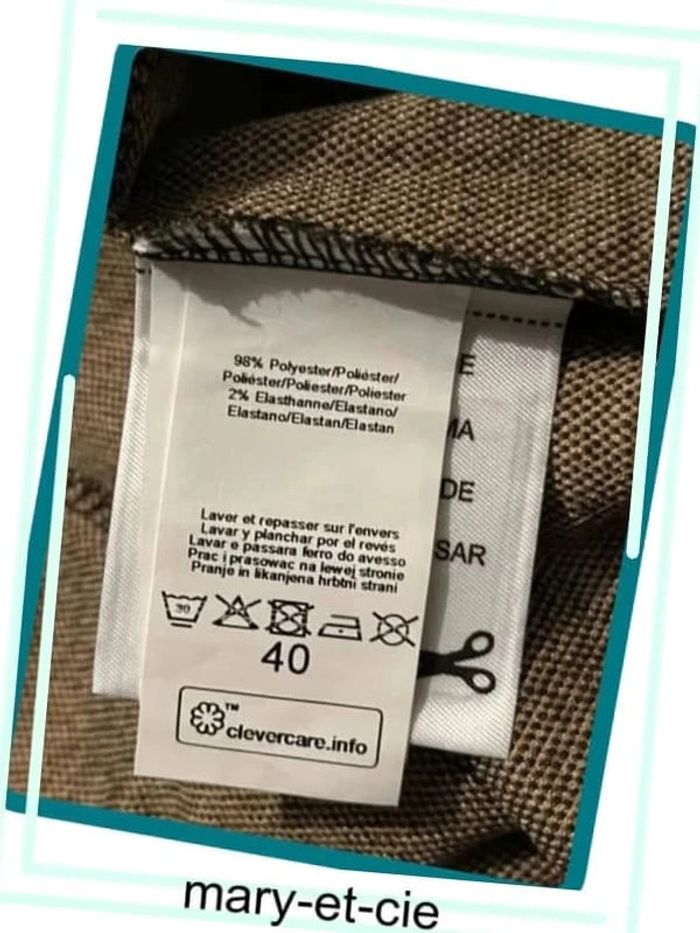 98% Polyester/Poliéster/
Poliéster/Poliester/Poliester
2% Elasthanne/Elastano/
Elastano/Elastan/Elastan
Laver et repasser sur l'envers
Lavar y planchar por el revés
Lavar e passara ferro do avesso
Prac i prasowac na lewej stronie
Pranje in likanjena hrbtni strani
30
40
TM
clevercare.info
E
MA
DE
SAR
mary-et-cie